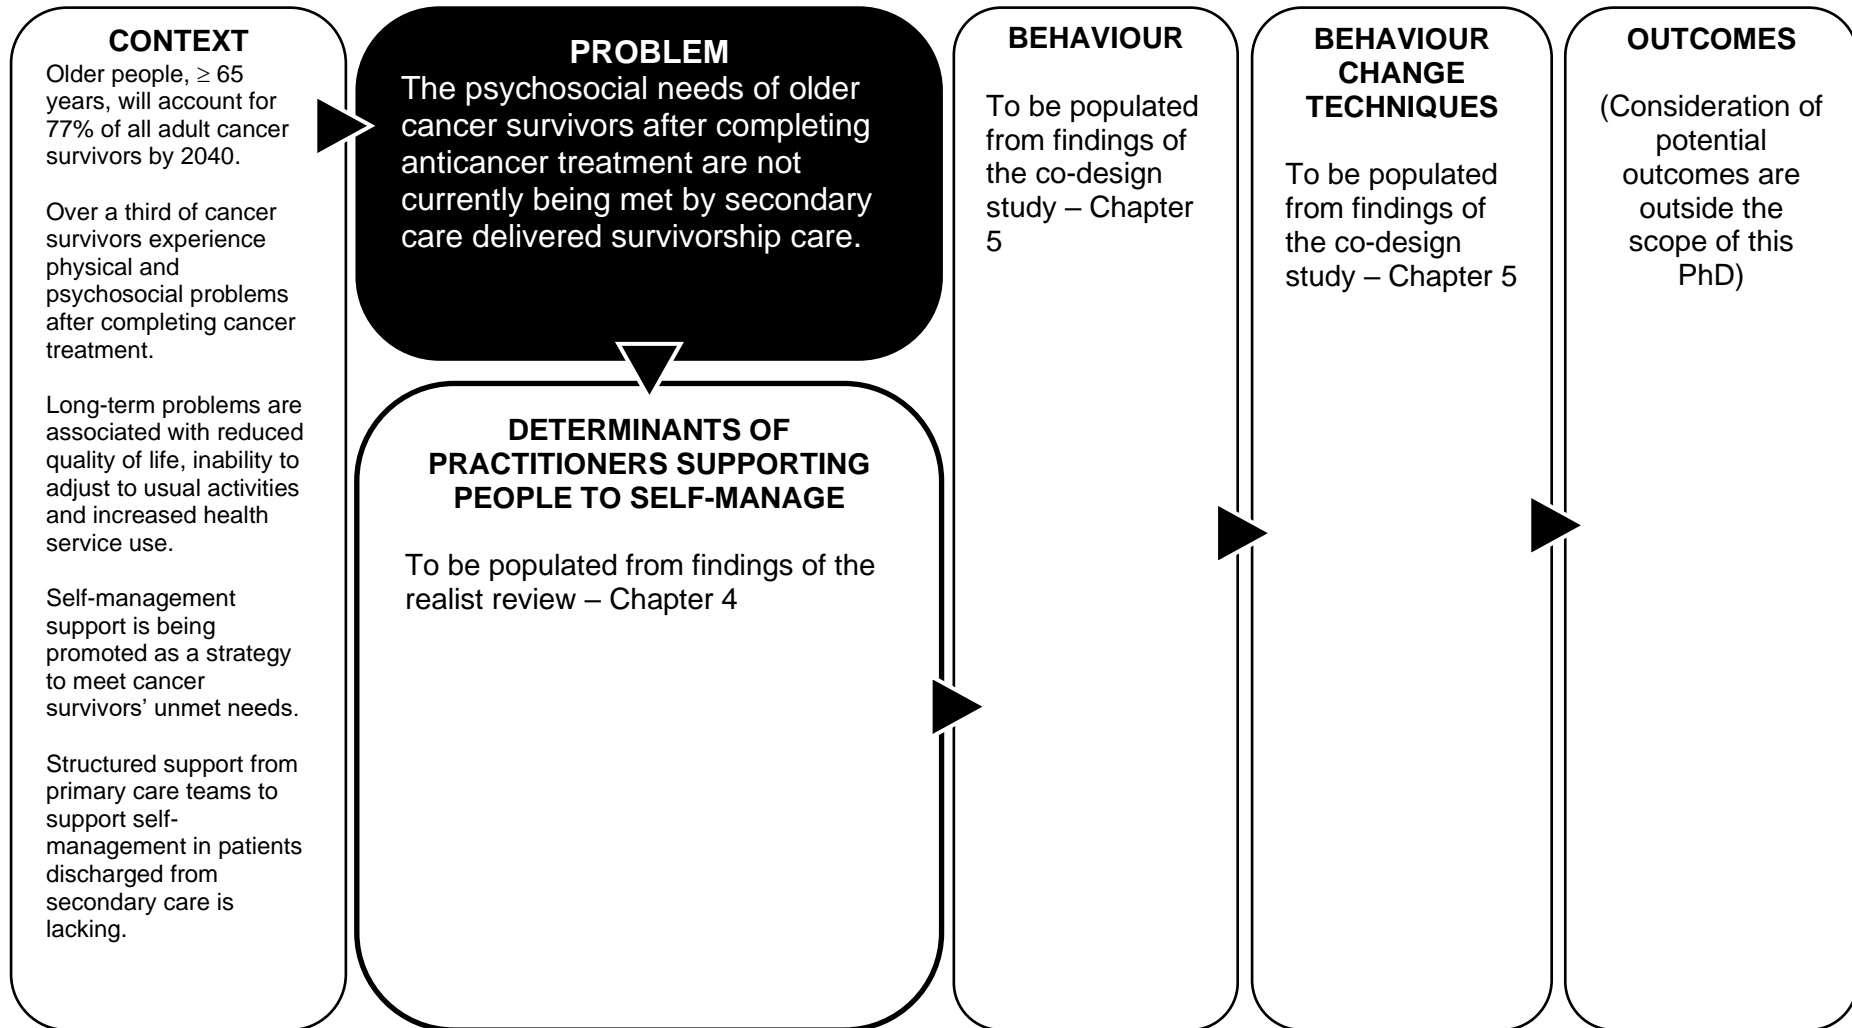 CONTEXT
Older people, ≥ 65
years, will account for
77% of all adult cancer
survivors by 2040.
Over a third of cancer
survivors experience
physical and
psychosocial problems
after completing cancer
treatment.
Long-term problems are
associated with reduced
quality of life, inability to
adjust to usual activities
and increased health
service use.
Self-management
support is being
promoted as a strategy
to meet cancer
survivors’ unmet needs.
Structured support from
primary care teams to
support self-
management in patients
discharged from
secondary care is
lacking.
PROBLEM
The psychosocial needs of older
cancer survivors after completing
anticancer treatment are not
currently being met by secondary
care delivered survivorship care.
DETERMINANTS OF
PRACTITIONERS SUPPORTING
PEOPLE TO SELF-MANAGE
To be populated from findings of the
realist review – Chapter 4
BEHAVIOUR
To be populated
from findings of
the co-design
study – Chapter
5
BEHAVIOUR
CHANGE
TECHNIQUES
To be populated
from findings of
the co-design
study – Chapter 5
OUTCOMES
(Consideration of
potential
outcomes are
outside the
scope of this
PhD)